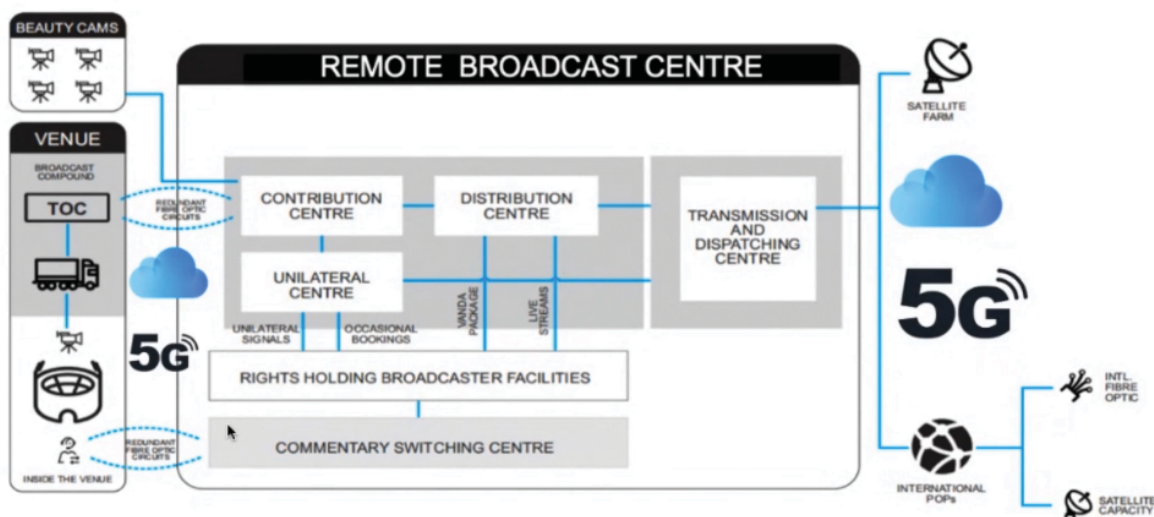 BEAUTY CAMS
VENUE
BROADCAST
COMPOUND
TOC
REDUNDANT
FIBRE OPTIC
CIRCUITS
5G
REDUNDANT
FIBRE OPTIC
CIRCUITS
INSIDE THE VENUE
REMOTE BROADCAST CENTRE
CONTRIBUTION
CENTRE
DISTRIBUTION
CENTRE
TRANSMISSION
AND
DISPATCHING
CENTRE
UNILATERAL
CENTRE
UNILATERAL
SIGNALS
OCCASIONAL
BOOKINGS
VANDA
PACKAGE
LIVE
STREAMS
RIGHTS HOLDING BROADCASTER FACILITIES
COMMENTARY SWITCHING CENTRE
SATELLITE
FARM
5G
INTERNATIONAL
POPs
INTL.
FIBRE
OPTIC
SATELLITE
CAPACITY